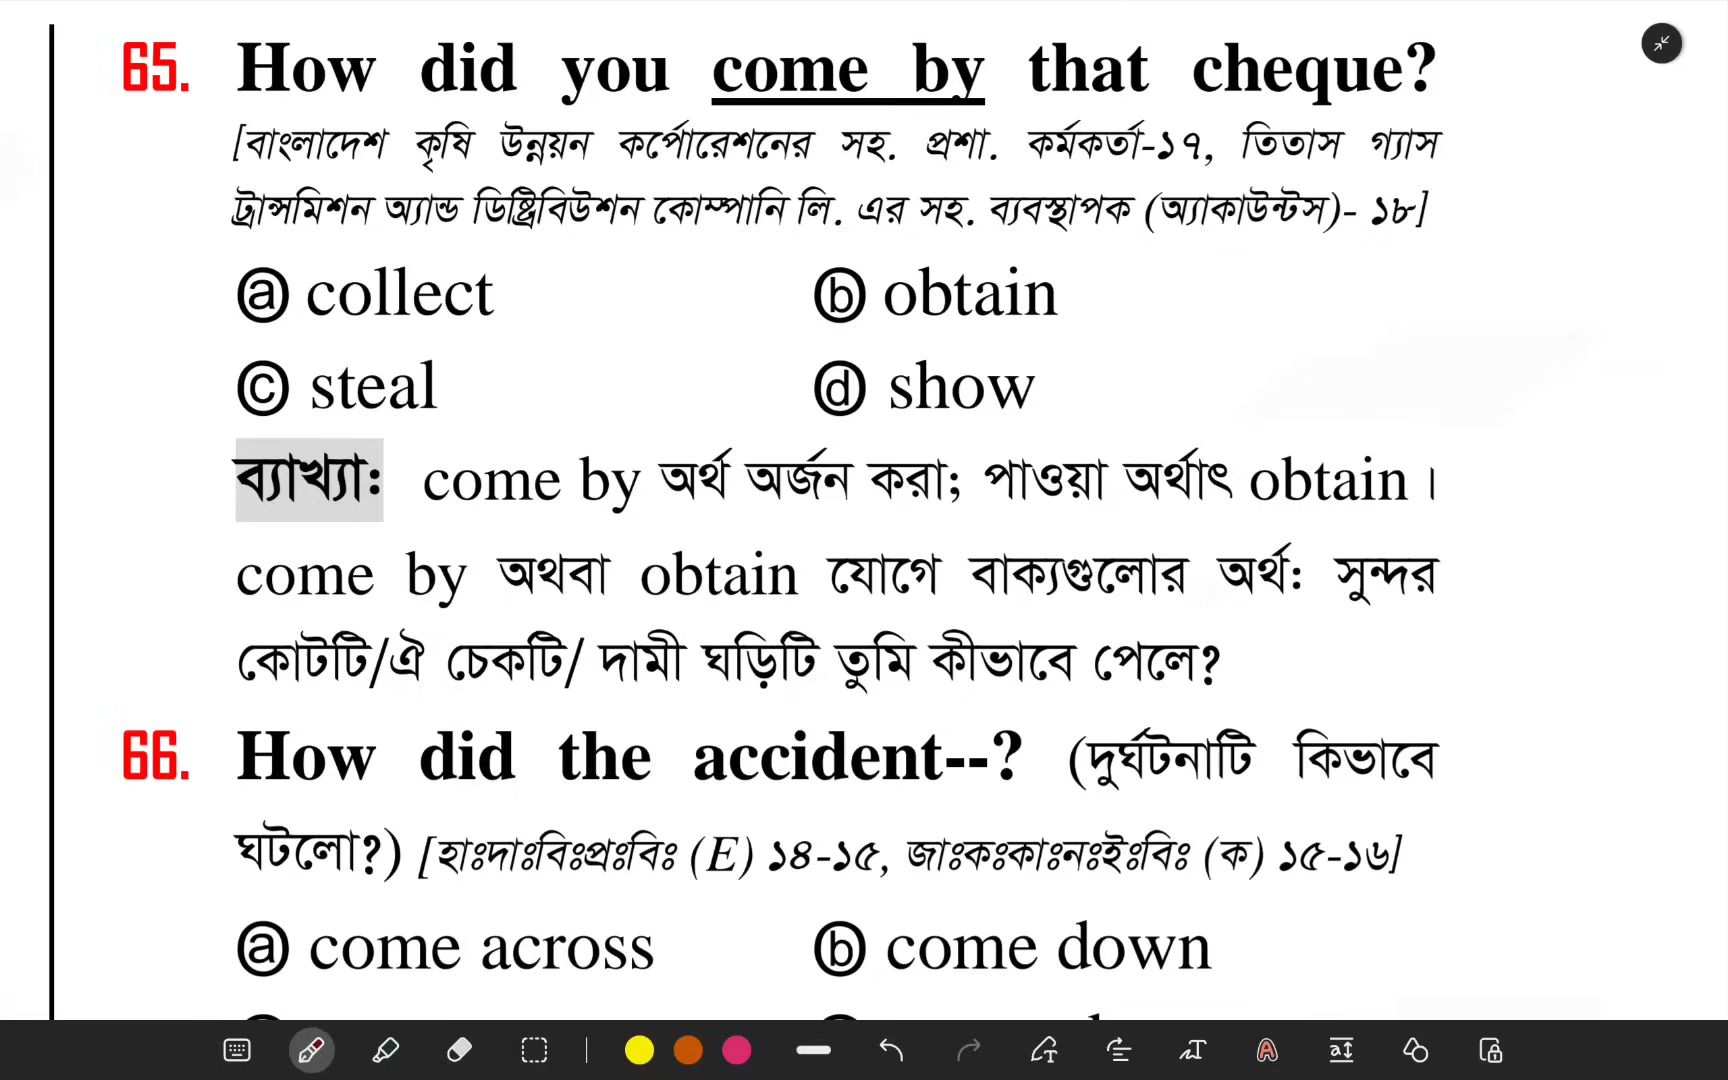 65. How did you come by that cheque?
[বাংলাদেশ কৃষি উন্নয়ন কর্পোরেশনের সহ. প্রশা. কর্মকর্তা-১৭, তিতাস গ্যাস
ট্রান্সমিশন অ্যান্ড ডিষ্ট্রিবিউশন কোম্পানি লি. এর সহ. ব্যবস্থাপক (অ্যাকাউন্টস)- ১৮]
ⓐ collect ⓑ obtain
ⓒ steal ⓓ show
ব্যাখ্যাঃ come by অর্থ অর্জন করা; পাওয়া অর্থাৎ obtain ।
come by অথবা obtain যোগে বাক্যগুলোর অর্থঃ সুন্দর
কোটটি/ঐ চেকটি/ দামী ঘড়িটি তুমি কীভাবে পেলে?
66. How did the accident--? (দুর্ঘটনাটি কিভাবে
ঘটলো?) [হাঃদাঃবিঃপ্রঃবিঃ (E) ১৪-১৫, জাঃকঃকাঃনঃইঃবিঃ (ক) ১৫-১৬]
ⓐ come across ⓑ come down